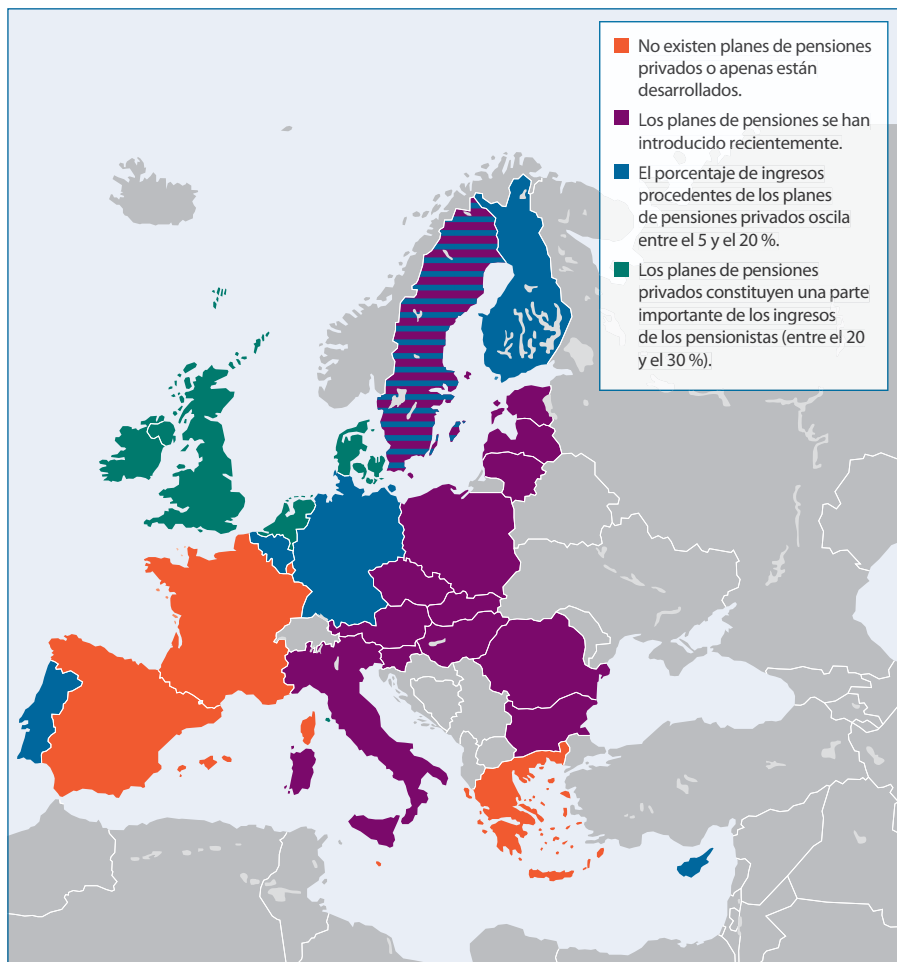 No existen planes de pensiones
privados o apenas están
desarrollados.
Los planes de pensiones se han
introducido recientemente.
El porcentaje de ingresos
procedentes de los planes
de pensiones privados oscila
entre el 5 y el 20 %.
Los planes de pensiones
privados constituyen una parte
importante de los ingresos
de los pensionistas (entre el 20
y el 30 %).